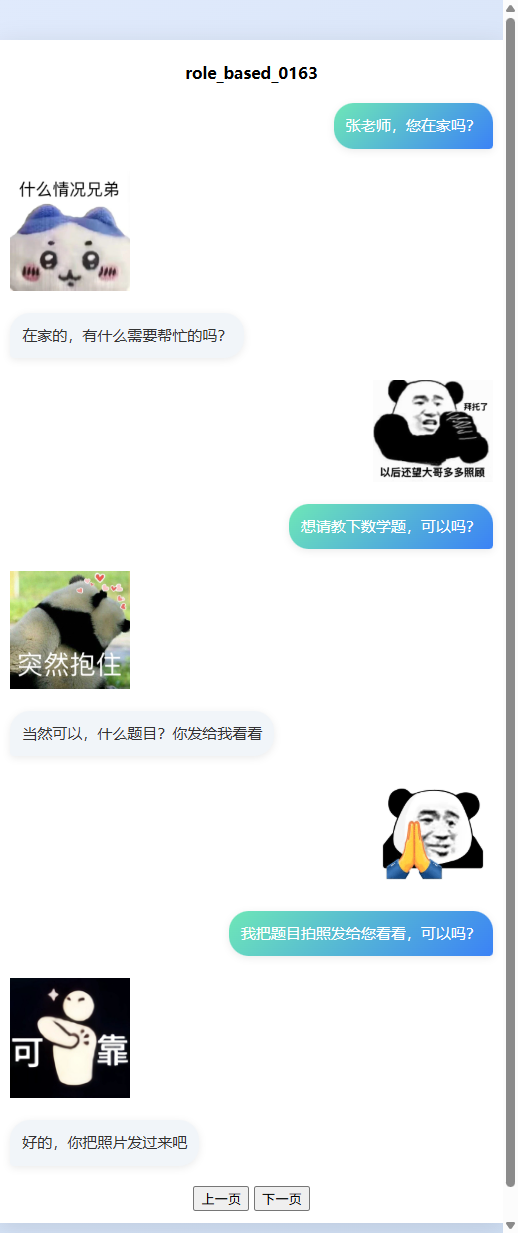 role_based_0163
张老师，您在家吗？
什么情况兄弟
在家的，有什么需要帮忙的吗？
拜托了
以后还望大哥多多照顾
想请教下数学题，可以吗？
突然抱住
当然可以，什么题目？你发给我看看
我把题目拍照发给您看看，可以吗？
可靠
好的，你把照片发过来吧
上一页 下一页